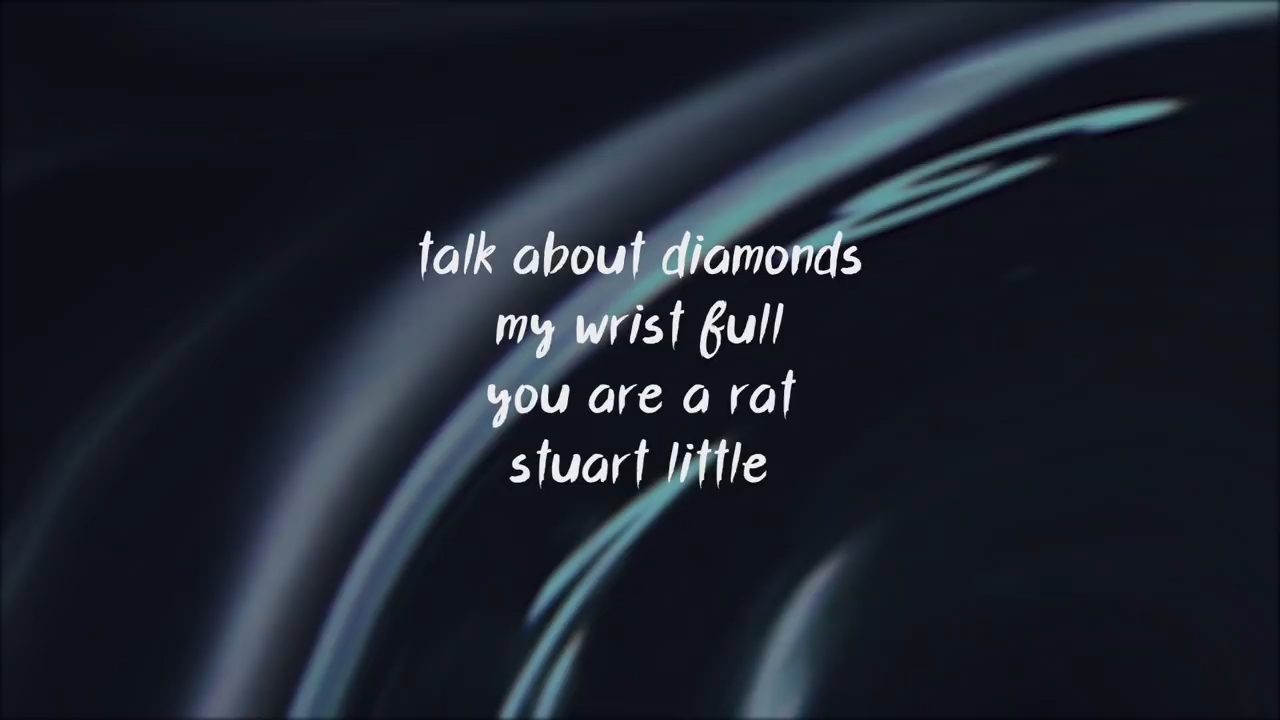 talk about diamonds
my wrist full
you are a rat
stuart little